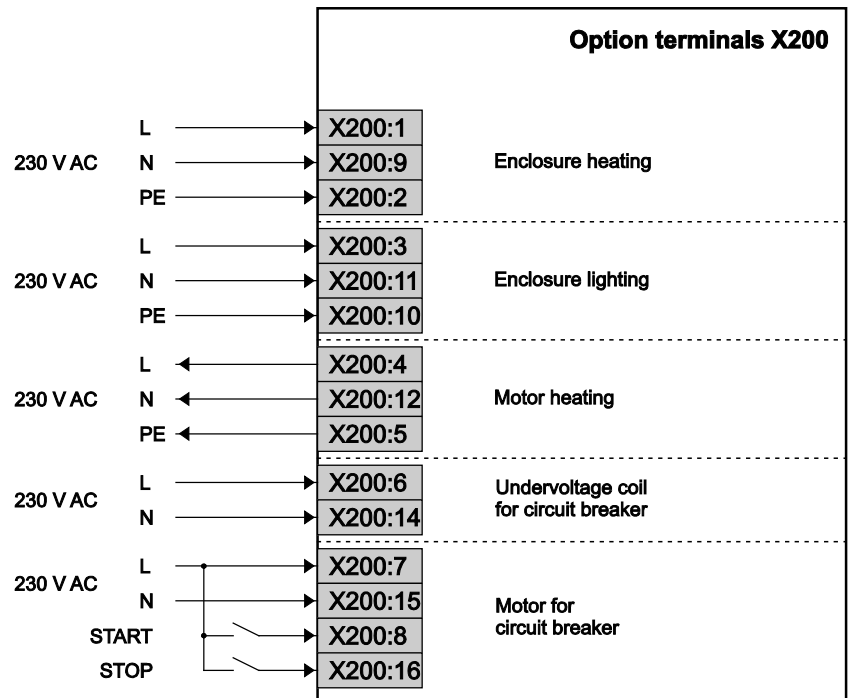 Option terminals X200
L X200:1
230 V AC N X200:9 Enclosure heating
PE X200:2
L X200:3
230 V AC N X200:11 Enclosure lighting
PE X200:10
L X200:4
230 V AC N X200:12 Motor heating
PE X200:5
L X200:6
230 V AC
Undervoltage coil
for circuit breaker
N X200:14
L X200:7
230 V AC
N X200:15
Motor for
circuit breaker
START X200:8
STOP X200:16